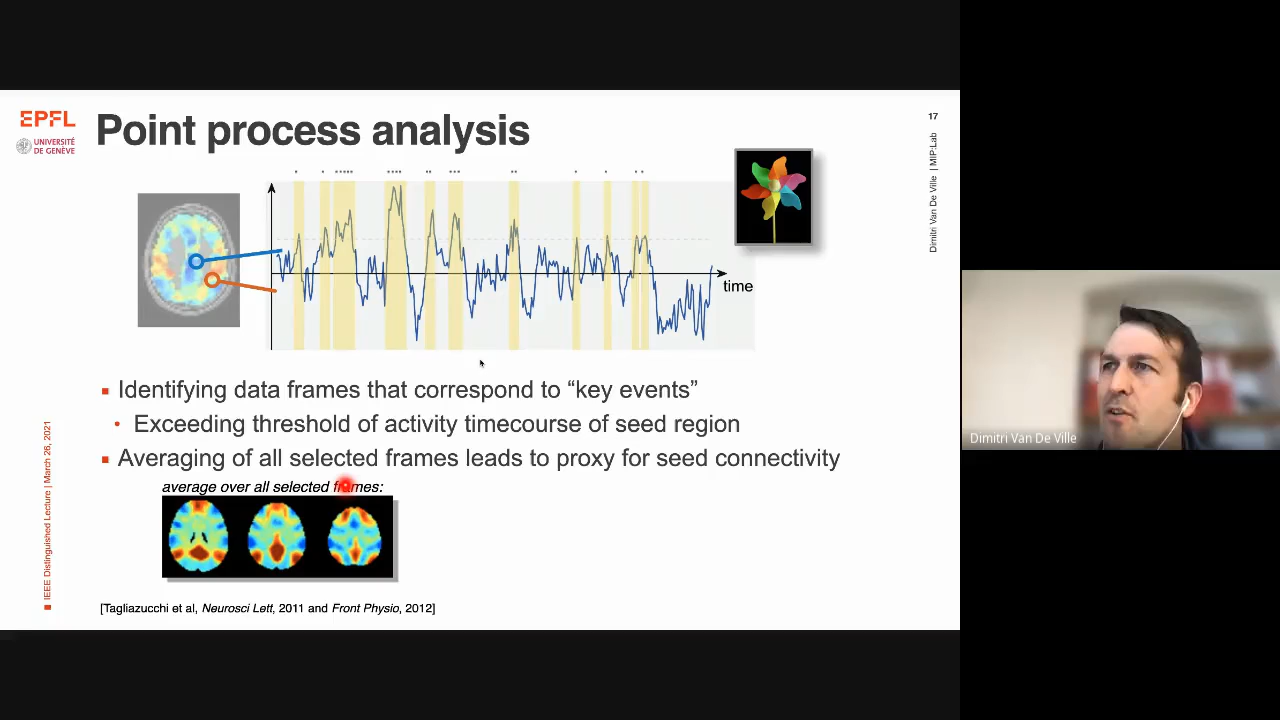 EPFL
UNIVERSITÉ
DE GENÈVE
Point process analysis
17
Dimitri Van De Ville | MIP:Lab
time
Identifying data frames that correspond to “key events”
Exceeding threshold of activity timecourse of seed region
Averaging of all selected frames leads to proxy for seed connectivity
average over all selected frames:
[Tagliazucchi et al, Neurosci Lett, 2011 and Front Physio, 2012]
IEEE Distinguished Lecture | March 26, 2021
Dimitri Van De Ville